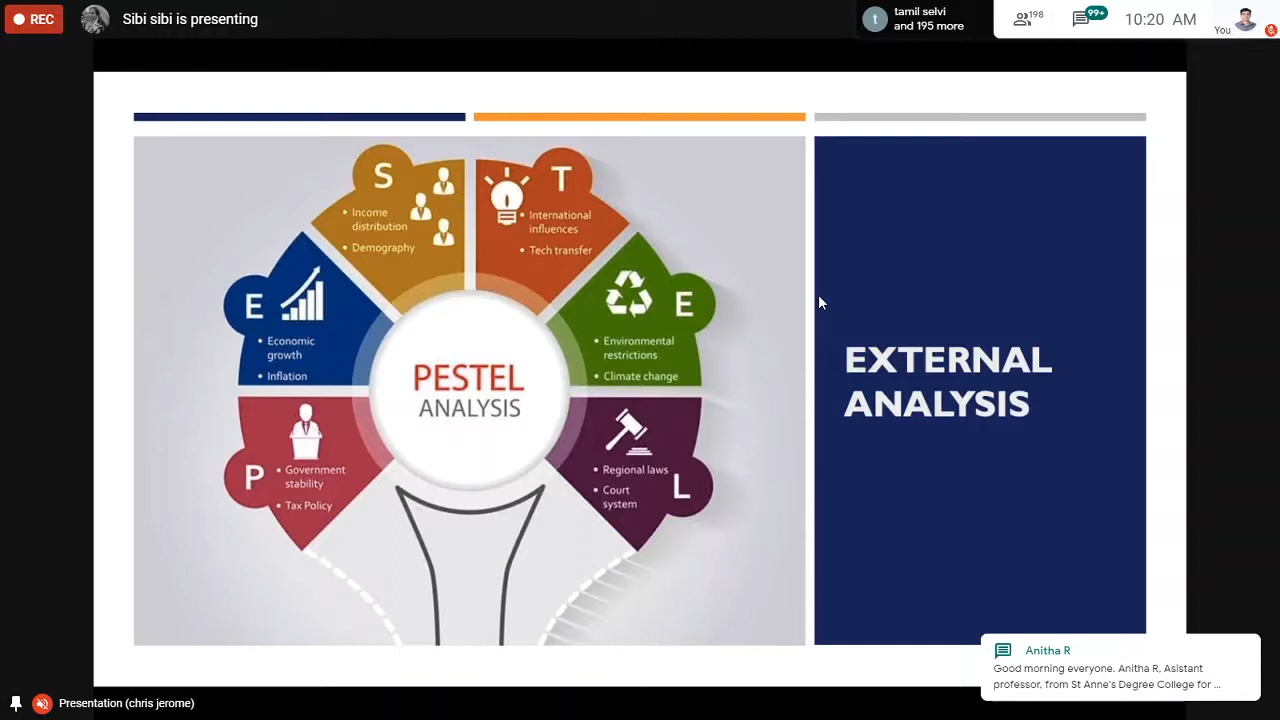 REC
Sibi sibi is presenting
t
tamil selvi
and 195 more
198
99+
10:20 AM
You
S
• Income
distribution
• Demography
T
• International
influences
• Tech transfer
E
• Economic
growth
• Inflation
E
• Environmental
restrictions
• Climate change
PESTEL
ANALYSIS
P
• Government
stability
• Tax Policy
L
• Regional laws
• Court
system
EXTERNAL
ANALYSIS
Anitha R
Good morning everyone. Anitha R, Asistant
professor, from St Anne's Degree College for ...
Presentation (chris jerome)